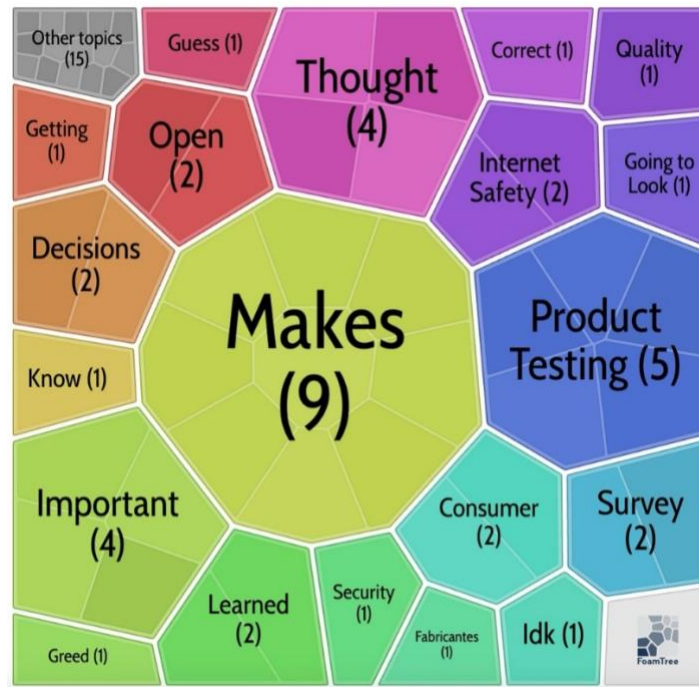 Other topics
(15)
Guess (1)
Thought
(4)
Correct (1)
Quality
(1)
Getting
(1)
Open
(2)
Internet
Safety (2)
Going to
Look (1)
Decisions
(2)
Makes
(9)
Product
Testing (5)
Know (1)
Important
(4)
Consumer
(2)
Survey
(2)
Learned
(2)
Security
(1)
Fabricantes
(1)
Idk (1)
Greed (1)
FoamTree